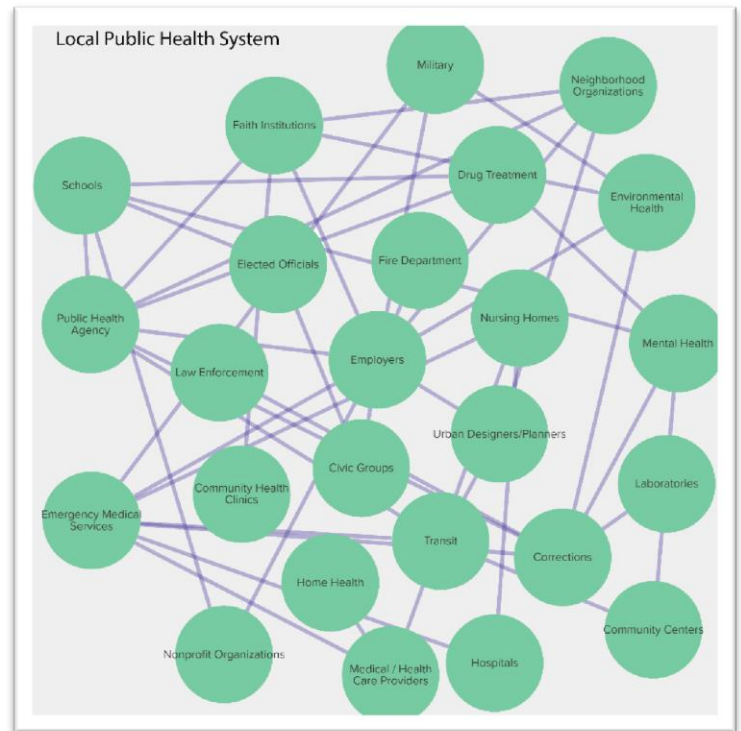 Local Public Health System
Military
Neighborhood
Organizations
Faith Institutions
Drug Treatment
Schools
Environmental
Health
Elected Officials
Fire Department
Public Health
Agency
Nursing Homes
Mental Health
Law Enforcement
Employers
Urban Designers/Planners
Civic Groups
Community Health
Clinics
Laboratories
Emergency Medical
Services
Transit
Corrections
Home Health
Community Centers
Nonprofit Organizations
Medical / Health
Care Providers
Hospitals